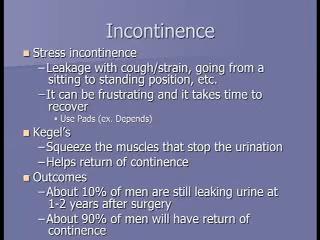 Incontinence
Stress incontinence
–Leakage with cough/strain, going from a
sitting to standing position, etc.
–It can be frustrating and it takes time to
recover
• Use Pads (ex. Depends)
Kegel's
–Squeeze the muscles that stop the urination
–Helps return of continence
Outcomes
–About 10% of men are still leaking urine at
1-2 years after surgery
–About 90% of men will have return of
continence